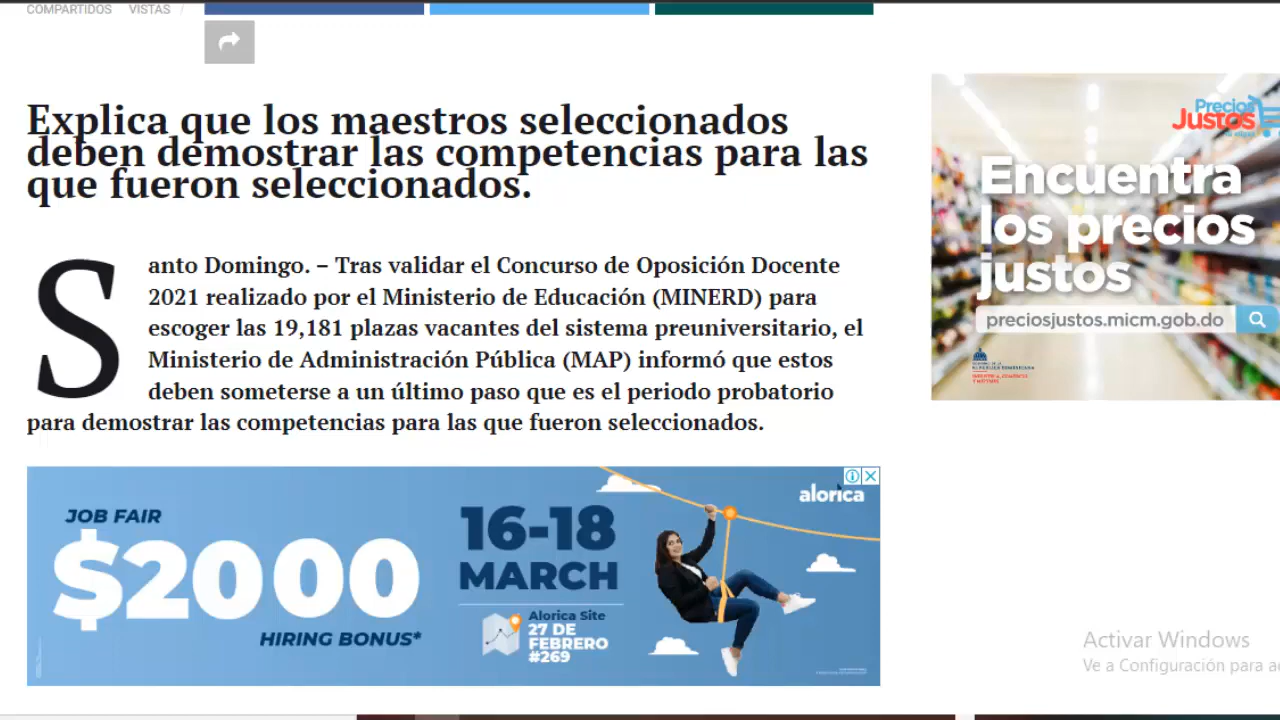 COMPARTIDOS VISTAS /
Explica que los maestros seleccionados
deben demostrar las competencias para las
que fueron seleccionados.
Santo Domingo. – Tras validar el Concurso de Oposición Docente
2021 realizado por el Ministerio de Educación (MINERD) para
escoger las 19,181 plazas vacantes del sistema preuniversitario, el
Ministerio de Administración Pública (MAP) informó que estos
deben someterse a un último paso que es el periodo probatorio
para demostrar las competencias para las que fueron seleccionados.
JOB FAIR
$2000
HIRING BONUS*
16-18
MARCH
Alorica Site
27 DE
FEBRERO
#269
alorica
Precios
Justos
Encuentra
los precios
justos
preciosjustos.micm.gob.do
Activar Windows
Ve a Configuración para